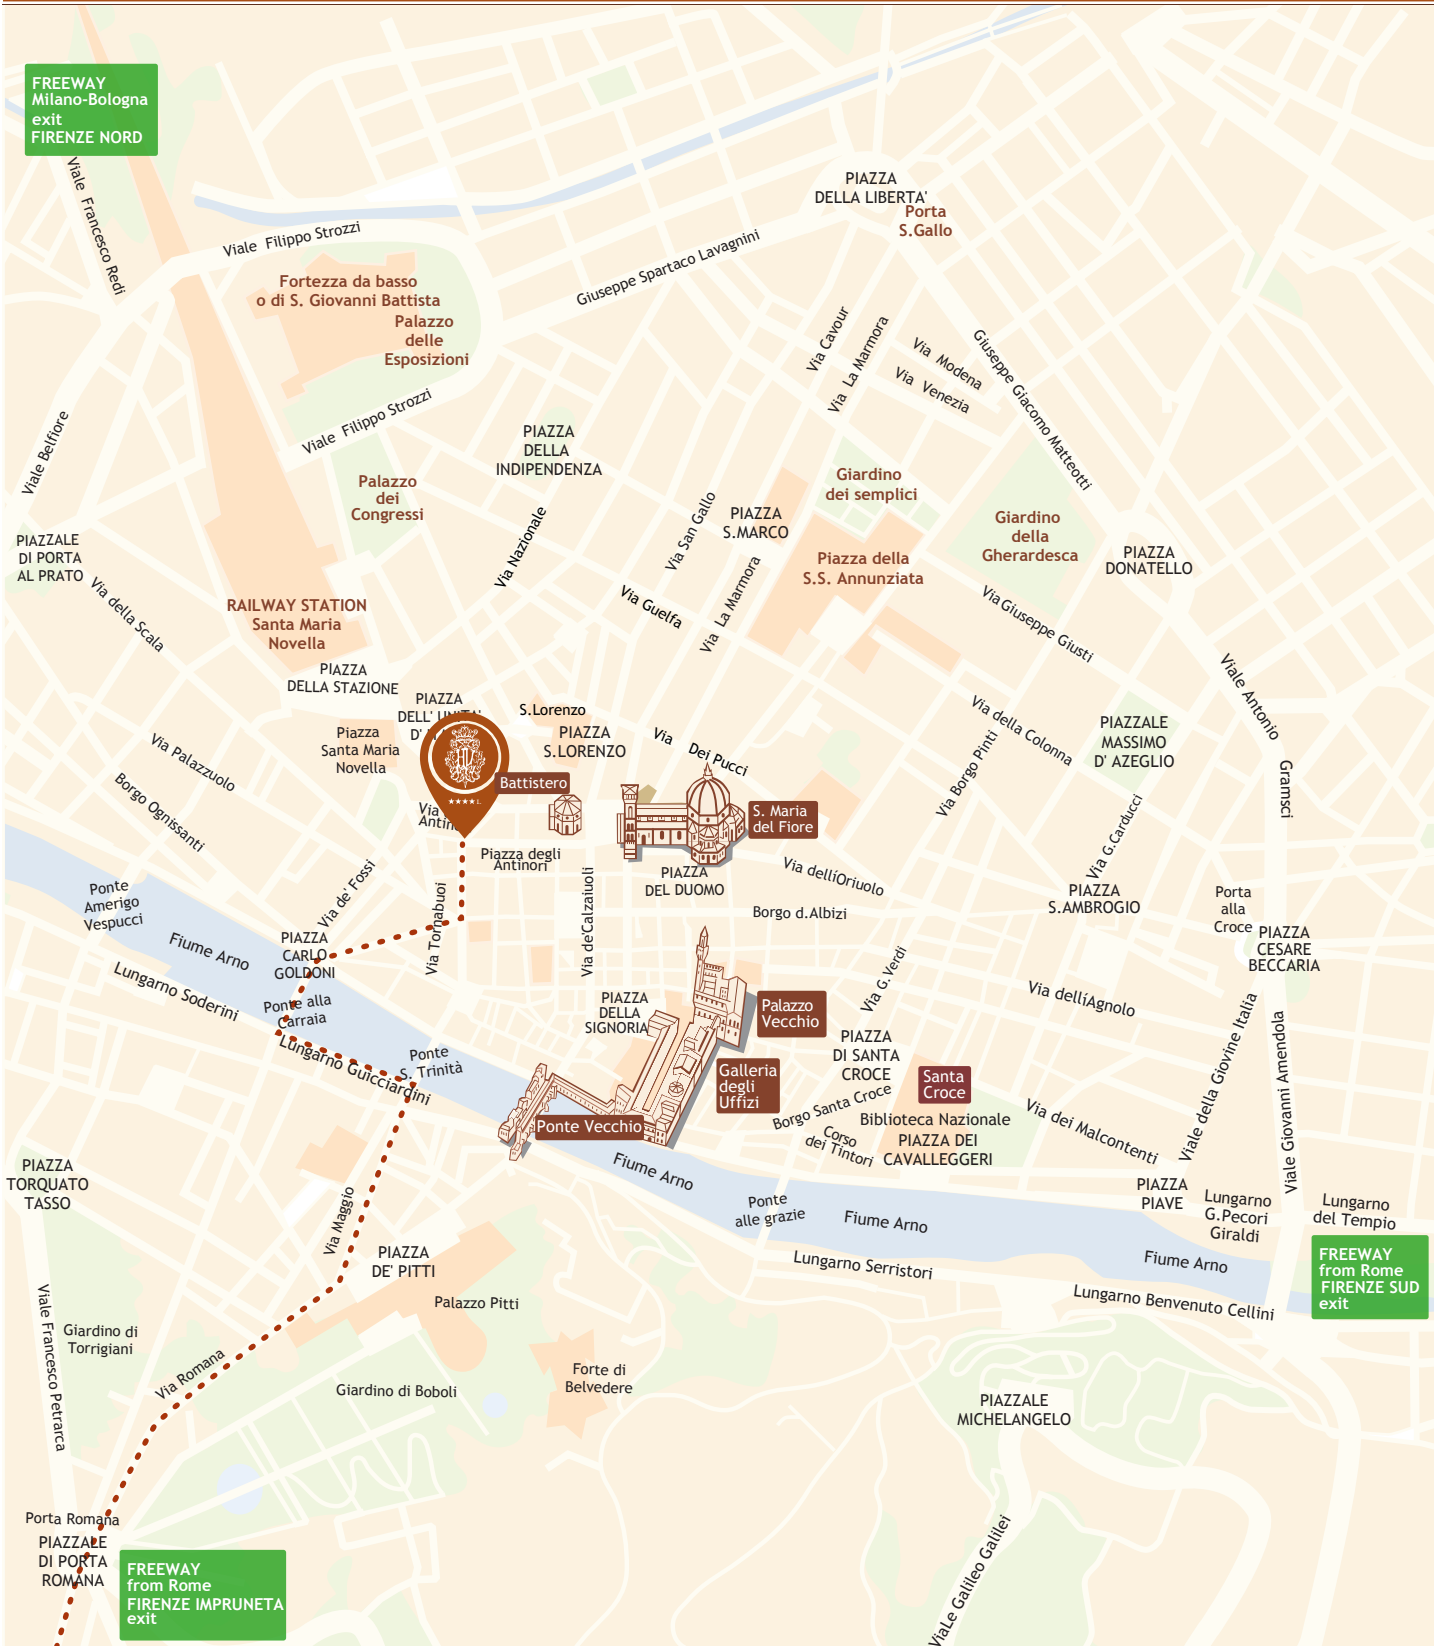 FREEWAY
Milano-Bologna
exit
FIRENZE NORD
Viale Francesco Redi
Viale Filippo Strozzi
PIAZZA
DELLA LIBERTA'
Porta
S.Gallo
Giuseppe Spartaco Lavagnini
Fortezza da basso
o di S. Giovanni Battista
Palazzo
delle
Esposizioni
Via Cavour
Via La Marmora
Via Modena
Via Venezia
Giuseppe Giacomo Matteotti
Viale Belfiore
Viale Filippo Strozzi
PIAZZA
DELLA
INDIPENDENZA
Palazzo
dei
Congressi
Giardino
dei semplici
Via San Gallo
PIAZZA
S.MARCO
Via Nazionale
Giardino
della
Gherardesca
PIAZZALE
DI PORTA
AL PRATO
PIAZZA
DONATELLO
Piazza della
S.S. Annunziata
Via La Marmora
Via Guelfa
Via Giuseppe Giusti
Via della Scala
RAILWAY STATION
Santa Maria
Novella
PIAZZA
DELLA STAZIONE
Viale Antonio
Gramsci
PIAZZA
DELL' UNITA'
D'
S.Lorenzo
PIAZZA
S.LORENZO
Piazza
Santa Maria
Novella
HV
★★★★ L
Via Dei Pucci
Via della Colonna
Via Borgo Pinti
PIAZZALE
MASSIMO
D' AZEGLIO
Via Palazzuolo
Borgo Ognissanti
Battistero
Via
S. Maria
del Fiore
Via G.Carducci
Piazza degli
Antinori
Via de' Fossi
Via Tornabuoi
Via de'Calzaiuoli
PIAZZA
DEL DUOMO
Via dellíOriuolo
Borgo d.Albizi
PIAZZA
S.AMBROGIO
Porta
alla
Croce
PIAZZA
CESARE
BECCARIA
Ponte
Amerigo
Vespucci
Fiume Arno
Lungarno Soderini
PIAZZA
CARLO
GOLDONI
Ponte alla
Carraia
Lungarno Guicciardini
Ponte
S. Trinità
PIAZZA
DELLA
SIGNORIA
Palazzo
Vecchio
Via G. Verdi
Via dellíAgnolo
PIAZZA
DI SANTA
CROCE
Galleria
degli
Uffizi
Santa
Croce
Borgo Santa Croce
Biblioteca Nazionale
Corso
dei Tintori
PIAZZA DEI
CAVALLEGGERI
Via dei Malcontenti
Viale della Giovine Italia
Viale Giovanni Amendola
Ponte Vecchio
Fiume Arno
PIAZZA
TORQUATO
TASSO
Ponte
alle grazie
Fiume Arno
PIAZZA
PIAVE
Lungarno
G.Pecori
Giraldi
Lungarno
del Tempio
Via Maggio
PIAZZA
DE' PITTI
Palazzo Pitti
Lungarno Serristori
Fiume Arno
Lungarno Benvenuto Cellini
FREEWAY
from Rome
FIRENZE SUD
exit
Viale Francesco Petrarca
Giardino di
Torrigiani
Via Romana
Giardino di Boboli
Forte di
Belvedere
PIAZZALE
MICHELANGELO
Porta Romana
PIAZZALE
DI PORTA
ROMANA
FREEWAY
from Rome
FIRENZE IMPRUNETA
exit
ViaLe Galileo Galilei